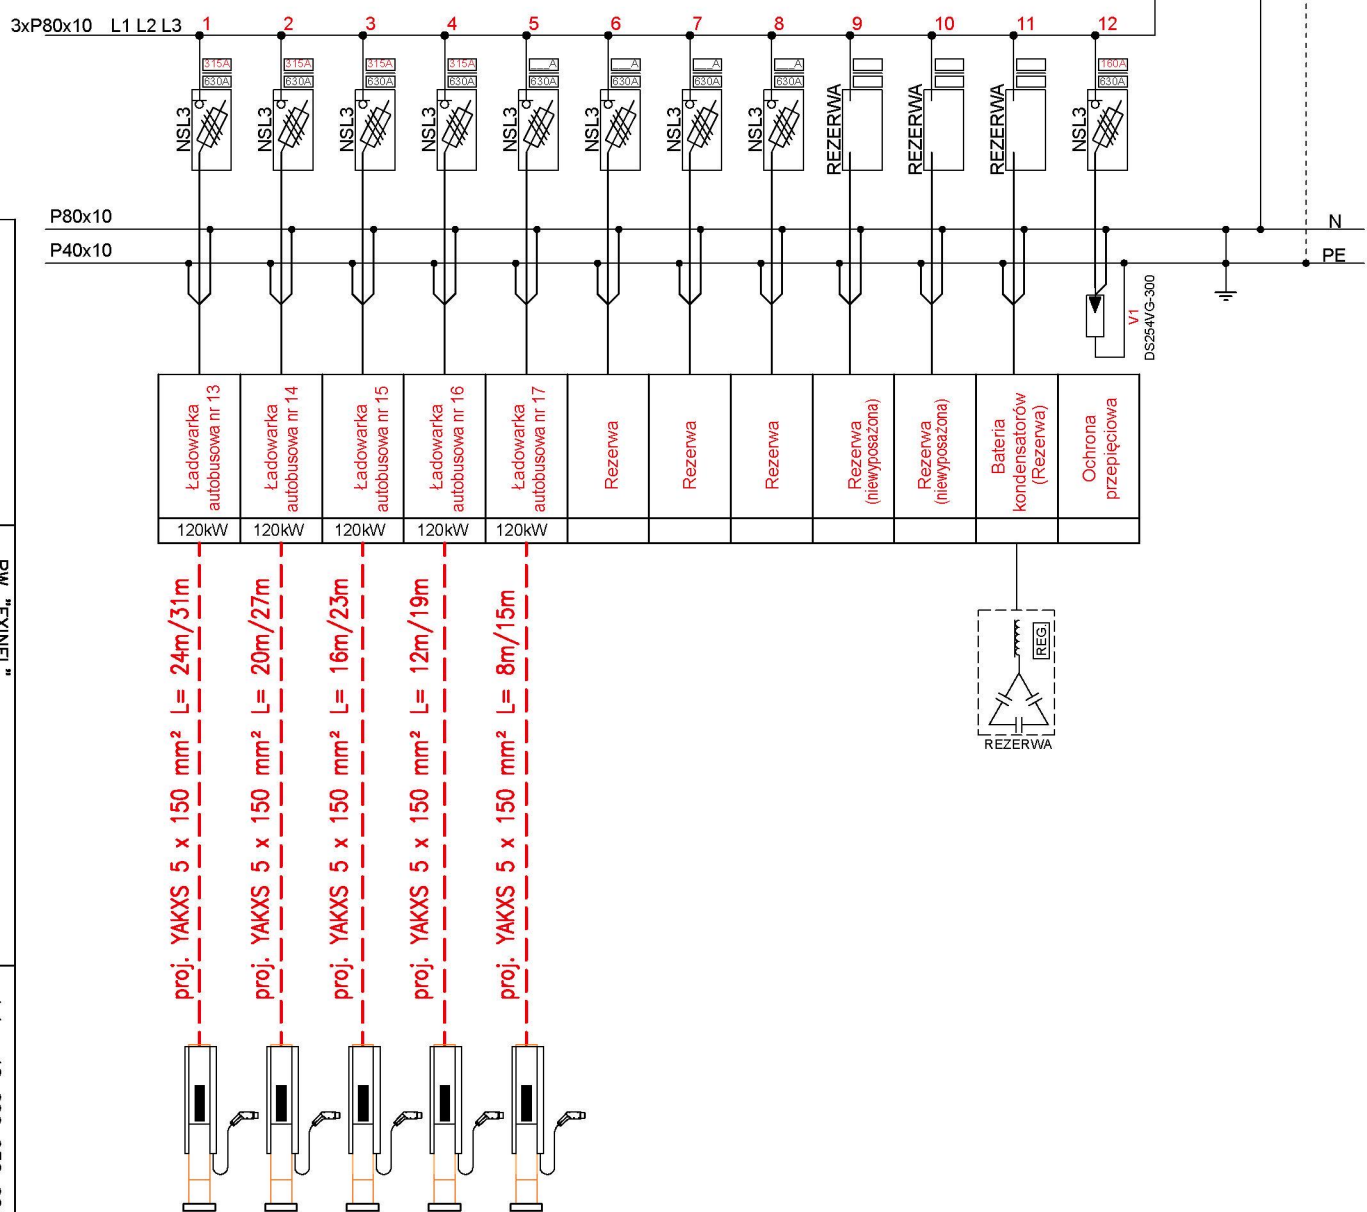 3xP80x10 L1 L2 L3 1 2 3 4 5 6 7 8 9 10 11 12
315A 315A 315A 315A ___A ___A ___A ___A 160A
630A 630A 630A 630A 630A 630A 630A 630A 630A
NSL3 NSL3 NSL3 NSL3 NSL3 NSL3 NSL3 NSL3 REZERWA REZERWA REZERWA NSL3
P80x10 N
P40x10 PE
V1
DS254VG-300
Ładowarka
autobusowa nr 13
Ładowarka
autobusowa nr 14
Ładowarka
autobusowa nr 15
Ładowarka
autobusowa nr 16
Ładowarka
autobusowa nr 17
Rezerwa
Rezerwa
Rezerwa
Rezerwa
(niewyposażona)
Rezerwa
(niewyposażona)
Bateria
kondensatorów
(Rezerwa)
Ochrona
przepięciowa
120kW 120kW 120kW 120kW 120kW
proj. YAKXS 5 x 150 mm² L= 24m/31m
proj. YAKXS 5 x 150 mm² L= 20m/27m
proj. YAKXS 5 x 150 mm² L= 16m/23m
proj. YAKXS 5 x 150 mm² L= 12m/19m
proj. YAKXS 5 x 150 mm² L= 8m/15m
REG.
REZERWA